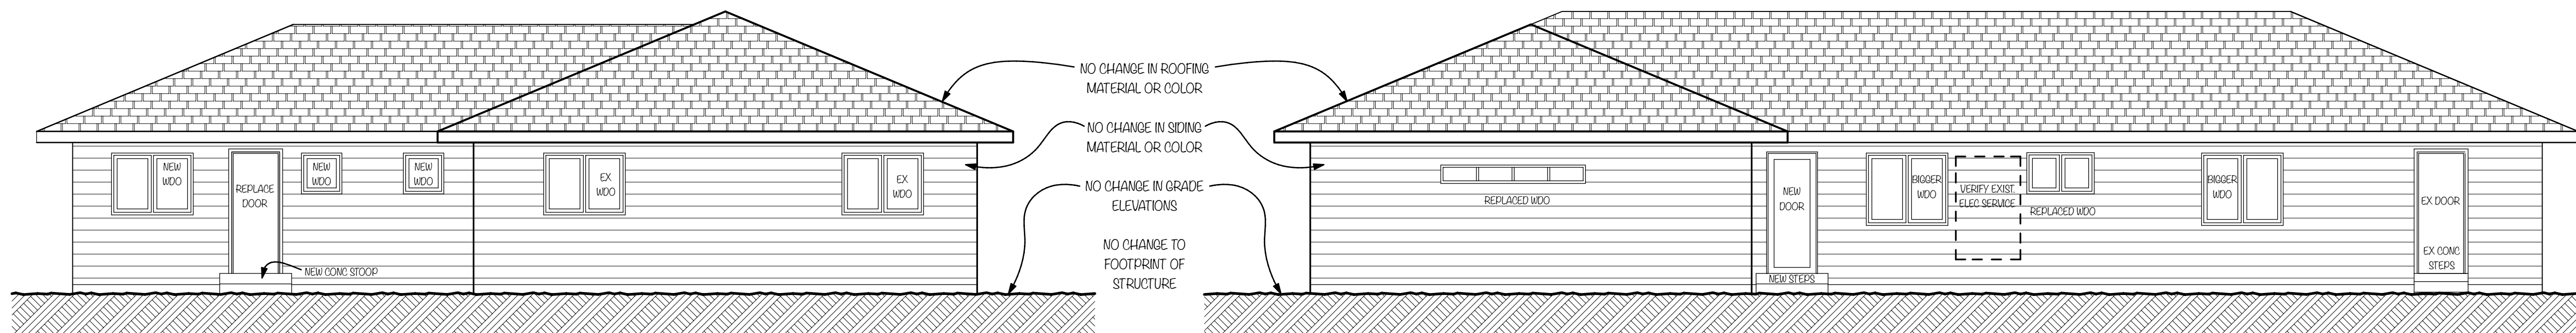 NEW
WDO
REPLACE
DOOR
NEW
WDO
NEW
WDO
NEW CONC STOOP
EX
WDO
EX
WDO
NO CHANGE IN ROOFING
MATERIAL OR COLOR
NO CHANGE IN SIDING
MATERIAL OR COLOR
NO CHANGE IN GRADE
ELEVATIONS
NO CHANGE TO
FOOTPRINT OF
STRUCTURE
REPLACED WDO
NEW
DOOR
NEW STEPS
BIGGER
WDO
VERIFY EXIST.
ELEC SERVICE
REPLACED WDO
BIGGER
WDO
EX DOOR
EX CONC
STEPS